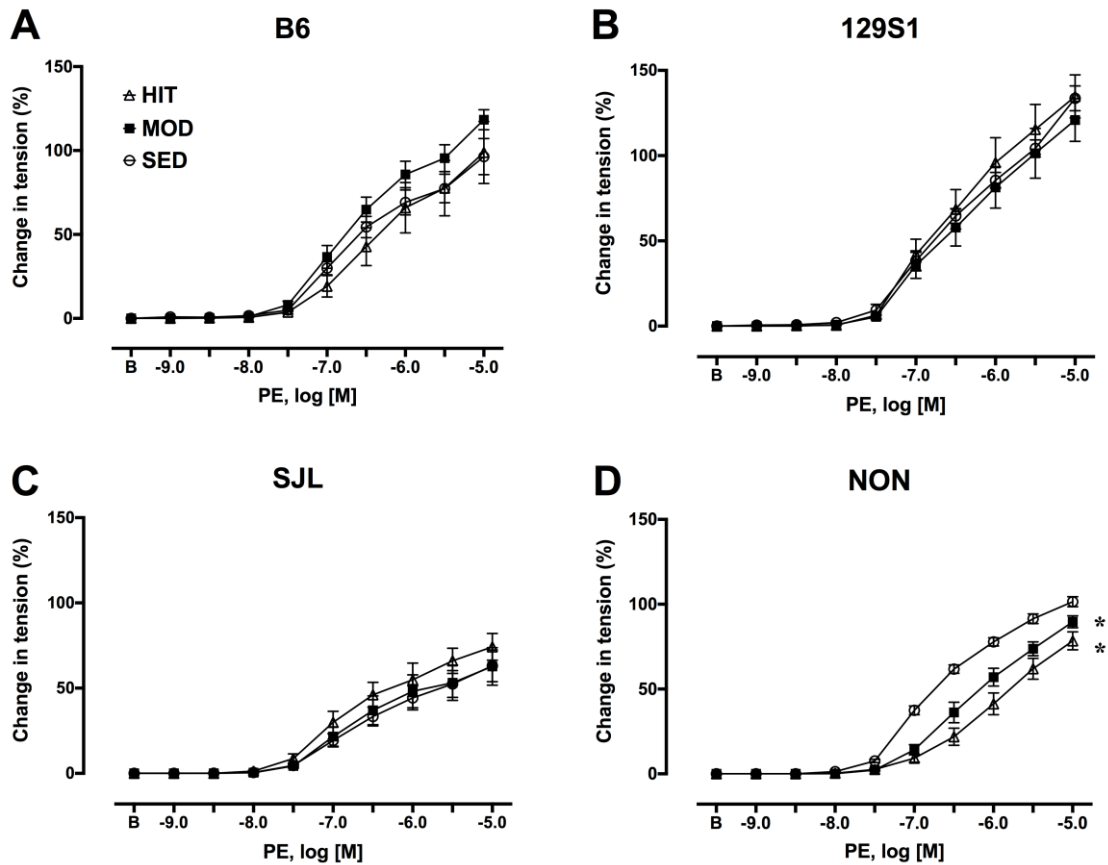 A
B6
150
100
50
0
Change in tension (%)
HIT
MOD
SED
B -9.0 -8.0 -7.0 -6.0 -5.0
PE, log [M]
B
129S1
150
100
50
0
Change in tension (%)
B -9.0 -8.0 -7.0 -6.0 -5.0
PE, log [M]
C
SJL
150
100
50
0
Change in tension (%)
B -9.0 -8.0 -7.0 -6.0 -5.0
PE, log [M]
D
NON
150
100
50
0
Change in tension (%)
*
*
B -9.0 -8.0 -7.0 -6.0 -5.0
PE, log [M]